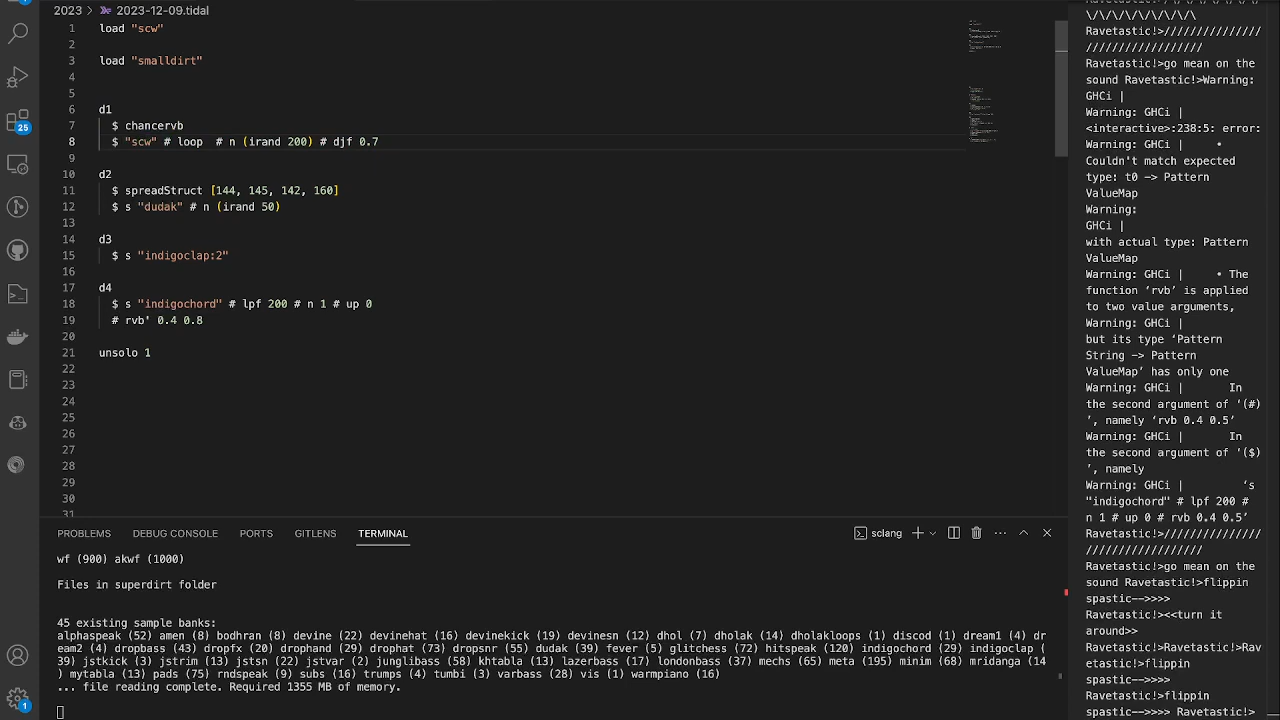 2023 > 2023-12-09.tidal
1 load "scw"
2
3 load "smalldirt"
4
5
6 d1
7 $ chancervb
8 $ "scw" # loop  # n (irand 200) # djf 0.7
9
10 d2
11 $ spreadStruct [144, 145, 142, 160]
12 $ s "dudak" # n (irand 50)
13
14 d3
15 $ s "indigoclap:2"
16
17 d4
18 $ s "indigochord" # lpf 200 # n 1 # up 0
19 # rvb' 0.4 0.8
20
21 unsolo 1
22
23
24
25
26
27
28
29
30
31
25
1
PROBLEMS DEBUG CONSOLE PORTS GITLENS TERMINAL
sclang
wf (900) akwf (1000)
Files in superdirt folder
45 existing sample banks:
alphaspeak (52) amen (8) bodhran (8) devine (22) devinehat (16) devinekick (19) devinesn (12) dhol (7) dholak (14) dholakloops (1) discod (1) dream1 (4) dr
eam2 (4) dropbass (43) dropfx (20) drophand (29) drophat (73) dropsnr (55) dudak (39) fever (5) glitchess (72) hitspeak (120) indigochord (29) indigoclap (
39) jstkick (3) jstrim (13) jstsn (22) jstvar (2) junglibass (58) khtabla (13) lazerbass (17) londonbass (37) mechs (65) meta (195) minim (68) mridanga (14
) mytabla (13) pads (75) rndspeak (9) subs (16) trumps (4) tumbi (3) varbass (28) vis (1) warmpiano (16)
... file reading complete. Required 1355 MB of memory.
\/\/\/\/\/\/\/\/\
Ravetastic!>///////////////
//////////////////
Ravetastic!>go mean on the
sound Ravetastic!>Warning:
GHCi |
Warning: GHCi |
<interactive>:238:5: error:
Warning: GHCi |     •
Couldn't match expected
type: t0 -> Pattern
ValueMap
Warning:
GHCi |
with actual type: Pattern
ValueMap
Warning: GHCi |     • The
function ‘rvb’ is applied
to two value arguments,
Warning: GHCi |
but its type ‘Pattern
String -> Pattern
ValueMap’ has only one
Warning: GHCi |       In
the second argument of ‘(#)
’, namely ‘rvb 0.4 0.5’
Warning: GHCi |       In
the second argument of ‘($)
’, namely
Warning: GHCi |         ‘s
"indigochord" # lpf 200 #
n 1 # up 0 # rvb 0.4 0.5’
Ravetastic!>///////////////
//////////////////
Ravetastic!>go mean on the
sound Ravetastic!>flippin
spastic-->>>>
Ravetastic!><<turn it
around>>
Ravetastic!>Ravetastic!>Rav
etastic!>flippin
spastic-->>>>
Ravetastic!>flippin
spastic-->>>> Ravetastic!>